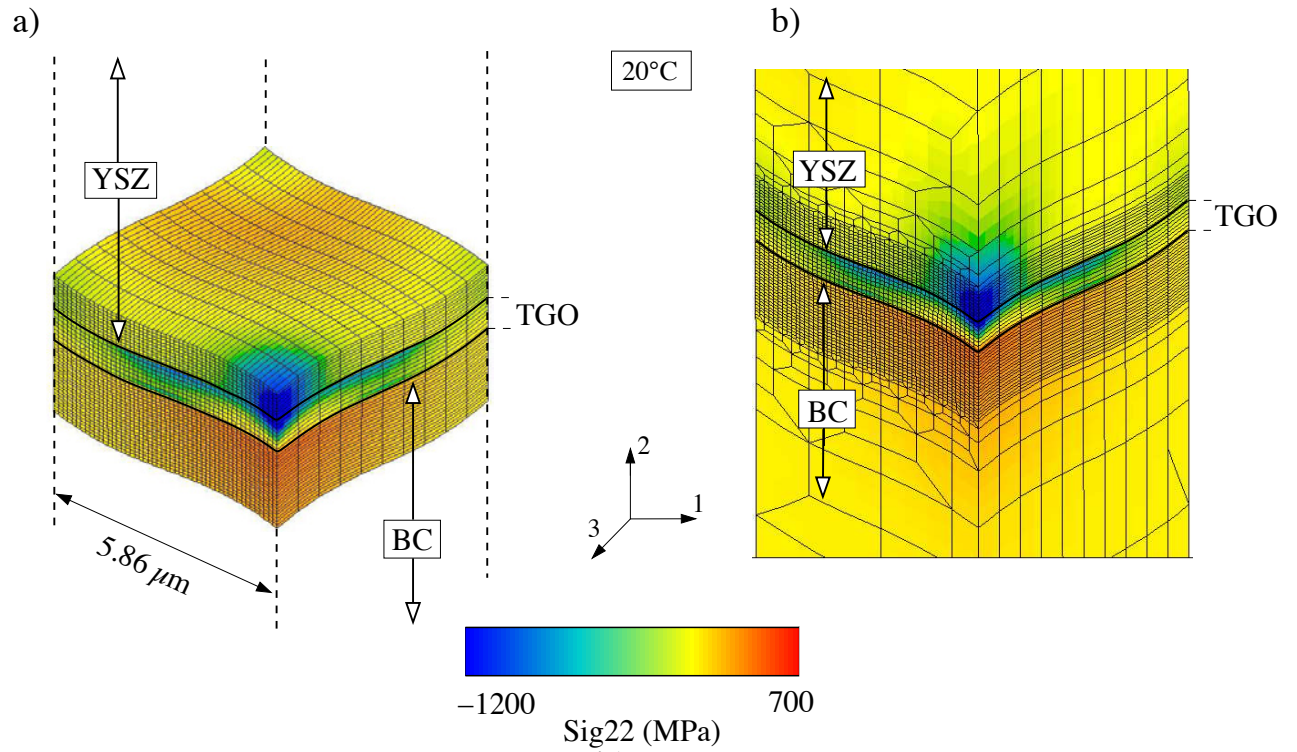 a)
b)
20°C
YSZ
TGO
BC
5.86 µm
2
1
3
YSZ
TGO
BC
−1200
700
Sig22 (MPa)